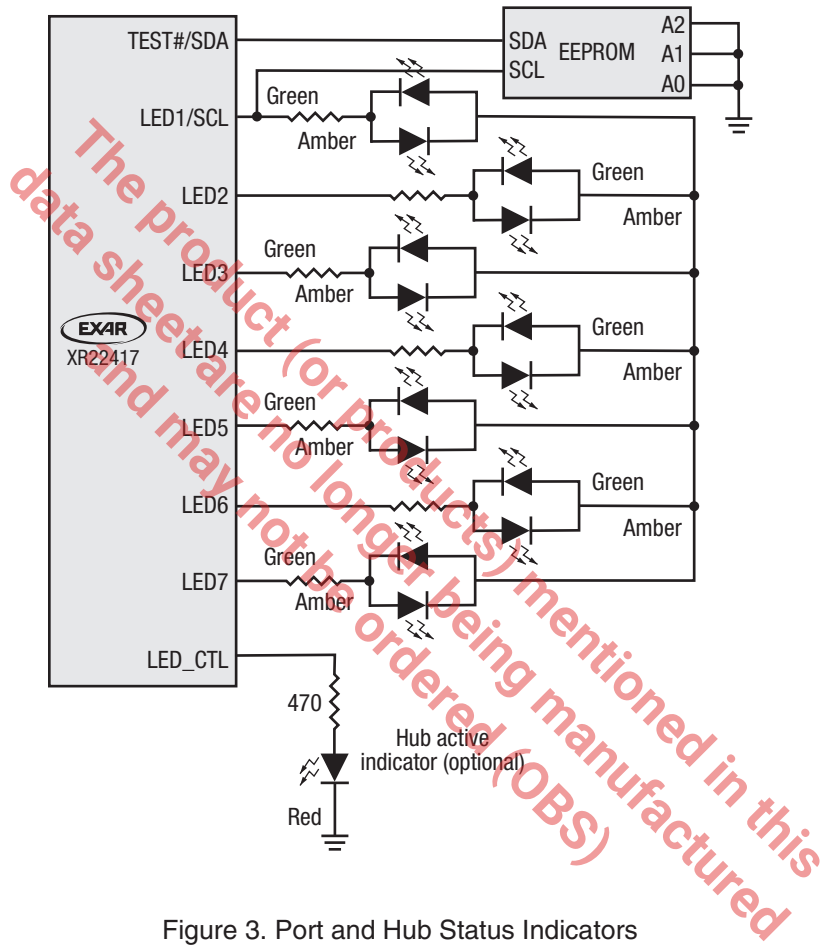 TEST#/SDA
SDA
EEPROM
A2
SCL
A1
A0
Green
LED1/SCL
Amber
LED2
Green
Amber
Green
LED3
Amber
EXAR
XR22417
LED4
Green
Amber
Green
LED5
Amber
LED6
Green
Amber
Green
LED7
Amber
LED_CTL
470
Hub active
indicator (optional)
Red
The product (or products) mentioned in this
data sheet are no longer being manufactured
and may not be ordered (OBS)
Figure 3. Port and Hub Status Indicators